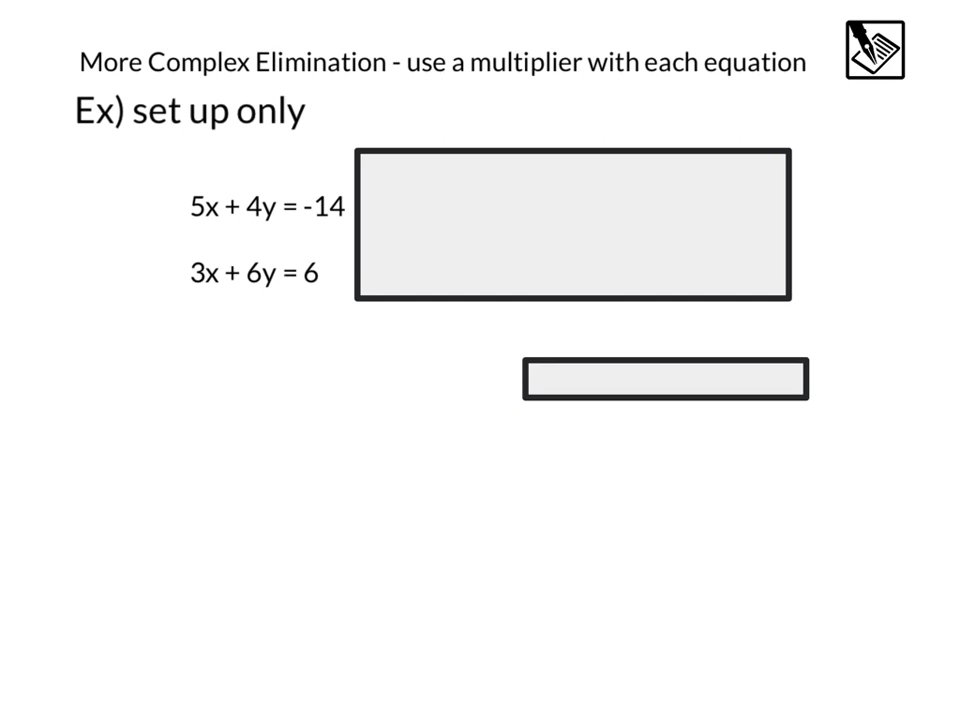 More Complex Elimination - use a multiplier with each equation
Ex) set up only
5x + 4y = -14
3x + 6y = 6